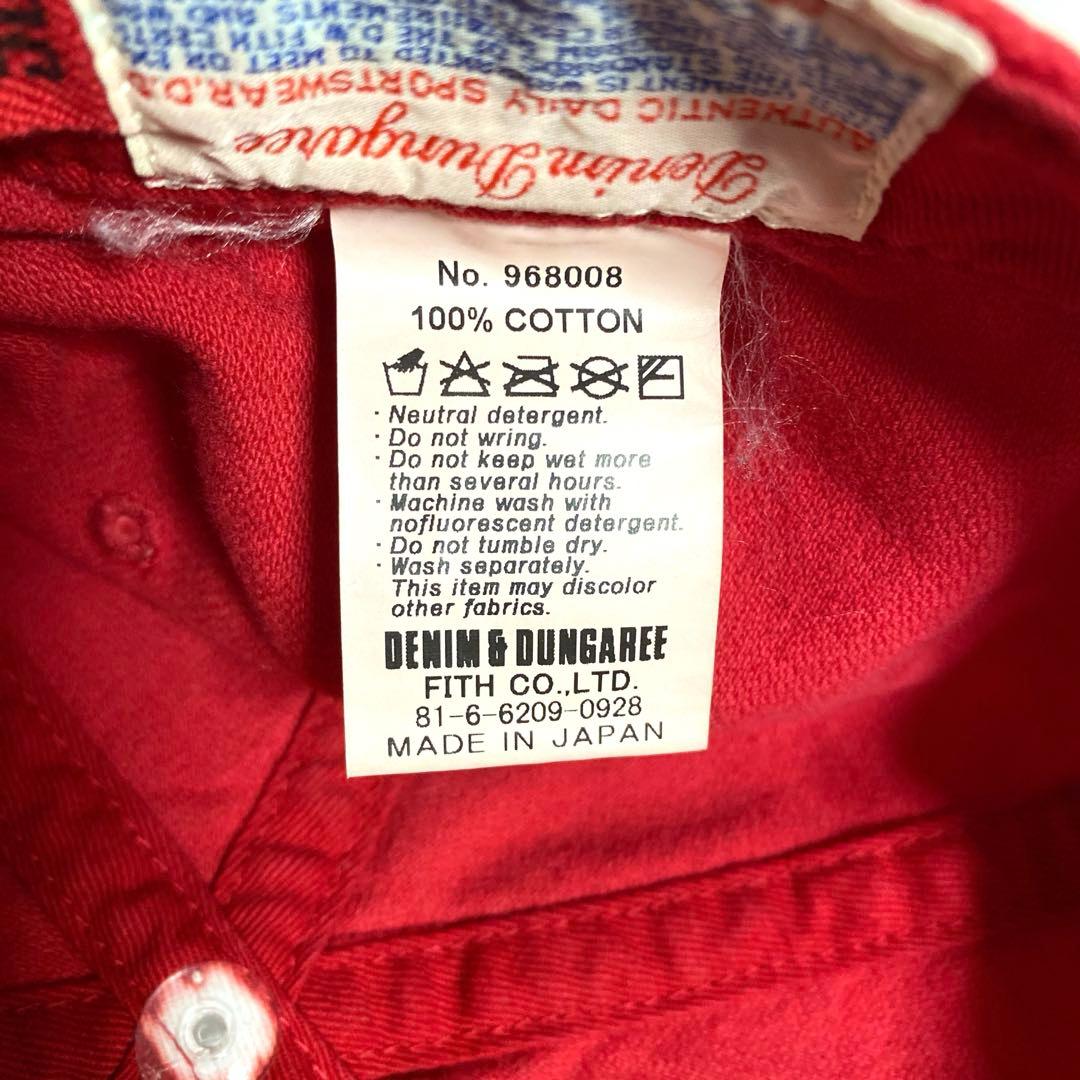 Denim Dungaree
AUTHENTIC DAILY SPORTSWEAR.D.D
No. 968008
100% COTTON
· Neutral detergent.
· Do not wring.
· Do not keep wet more
than several hours.
· Machine wash with
nofluorescent detergent.
· Do not tumble dry.
· Wash separately.
This item may discolor
other fabrics.
DENIM & DUNGAREE
FITH CO.,LTD.
81-6-6209-0928
MADE IN JAPAN